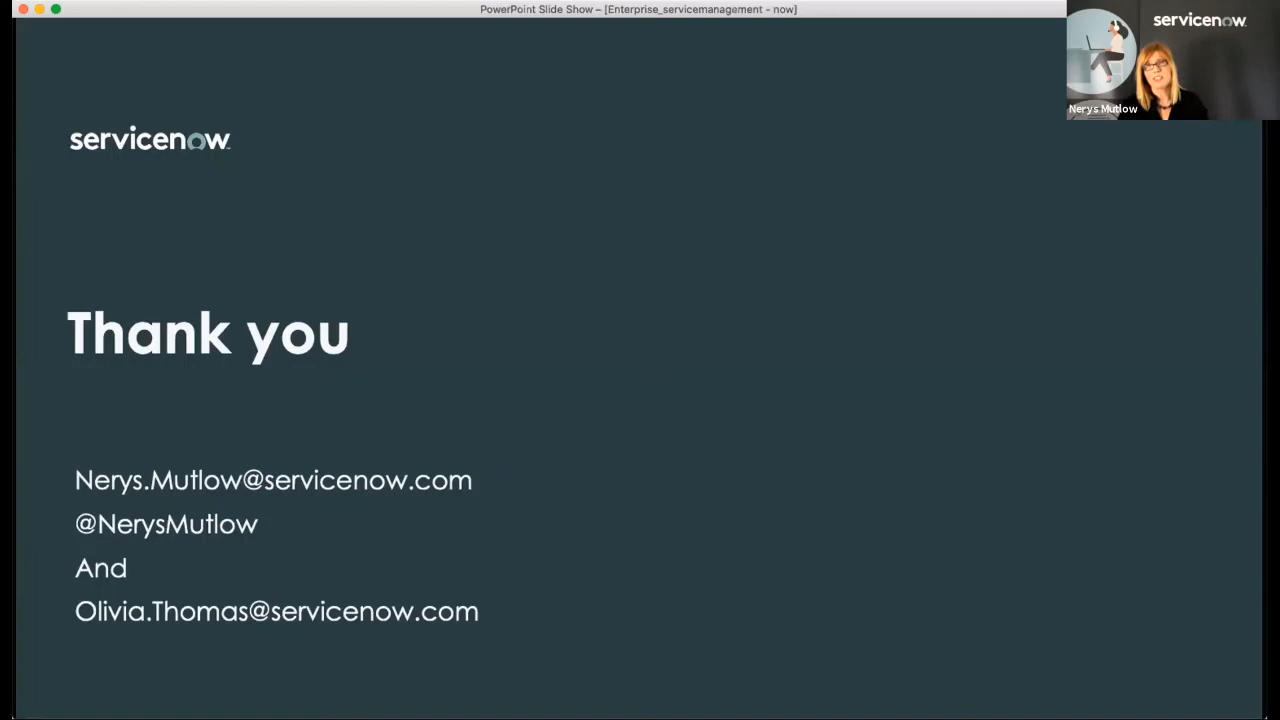 PowerPoint Slide Show – [Enterprise_servicemanagement - now]
servicenow
Nerys Mutlow
servicenow
Thank you
Nerys.Mutlow@servicenow.com
@NerysMutlow
And
Olivia.Thomas@servicenow.com